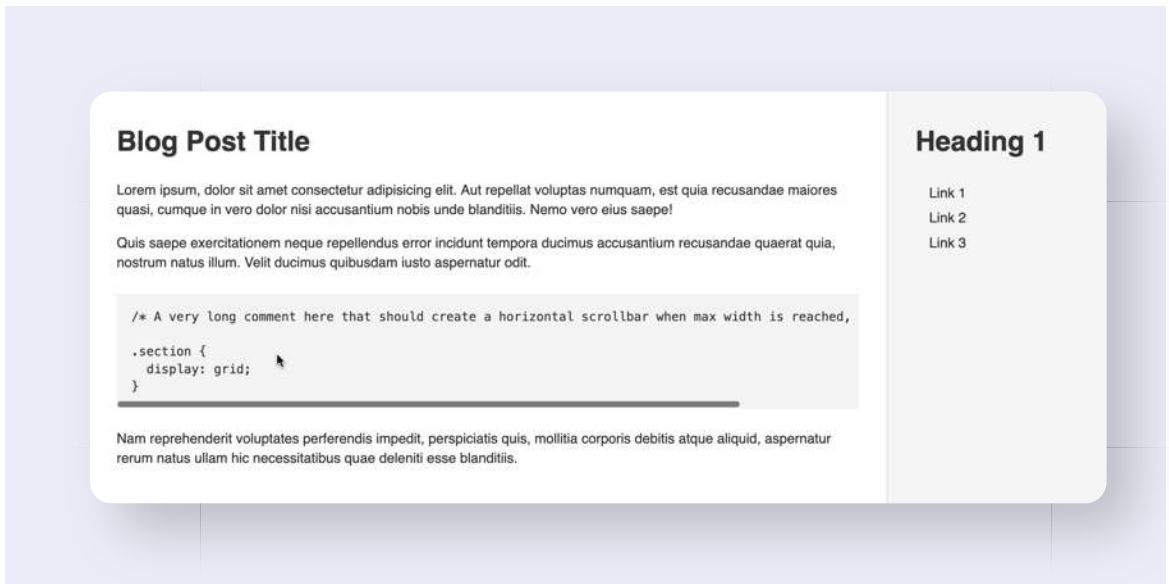 Blog Post Title
Lorem ipsum, dolor sit amet consectetur adipisicing elit. Aut repellat voluptas numquam, est quia recusandae maiores
quasi, cumque in vero dolor nisi accusantium nobis unde blanditiis. Nemo vero eius saepe!
Quis saepe exercitationem neque repellendus error incidunt tempora ducimus accusantium recusandae quaerat quia,
nostrum natus illum. Velit ducimus quibusdam iusto aspernatur odit.
/* A very long comment here that should create a horizontal scrollbar when max width is reached,
.section {
  display: grid;
}
Nam reprehenderit voluptates perferendis impedit, perspiciatis quis, mollitia corporis debitis atque aliquid, aspernatur
rerum natus ullam hic necessitatibus quae deleniti esse blanditiis.
Heading 1
Link 1
Link 2
Link 3